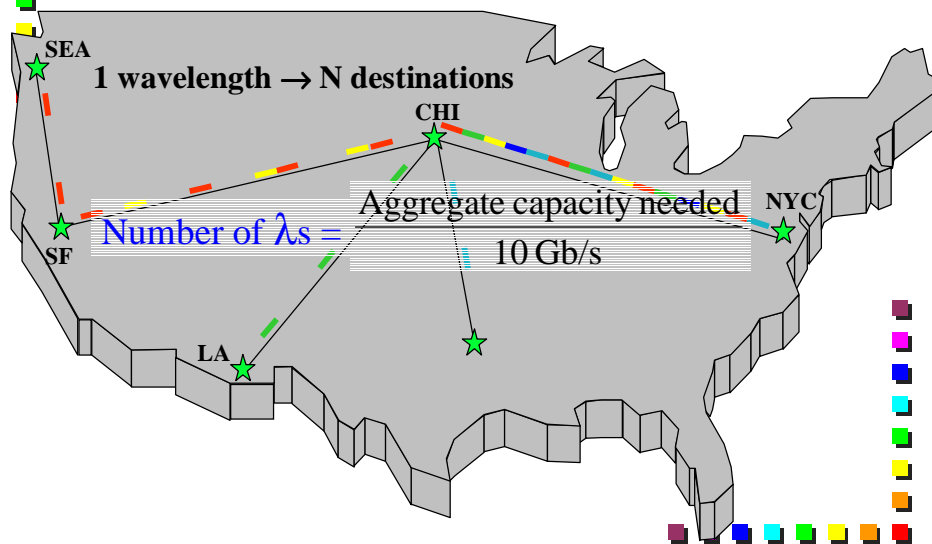 SEA
1 wavelength → N destinations
CHI
NYC
Number of λs = Aggregate capacity needed
10 Gb/s
SF
LA